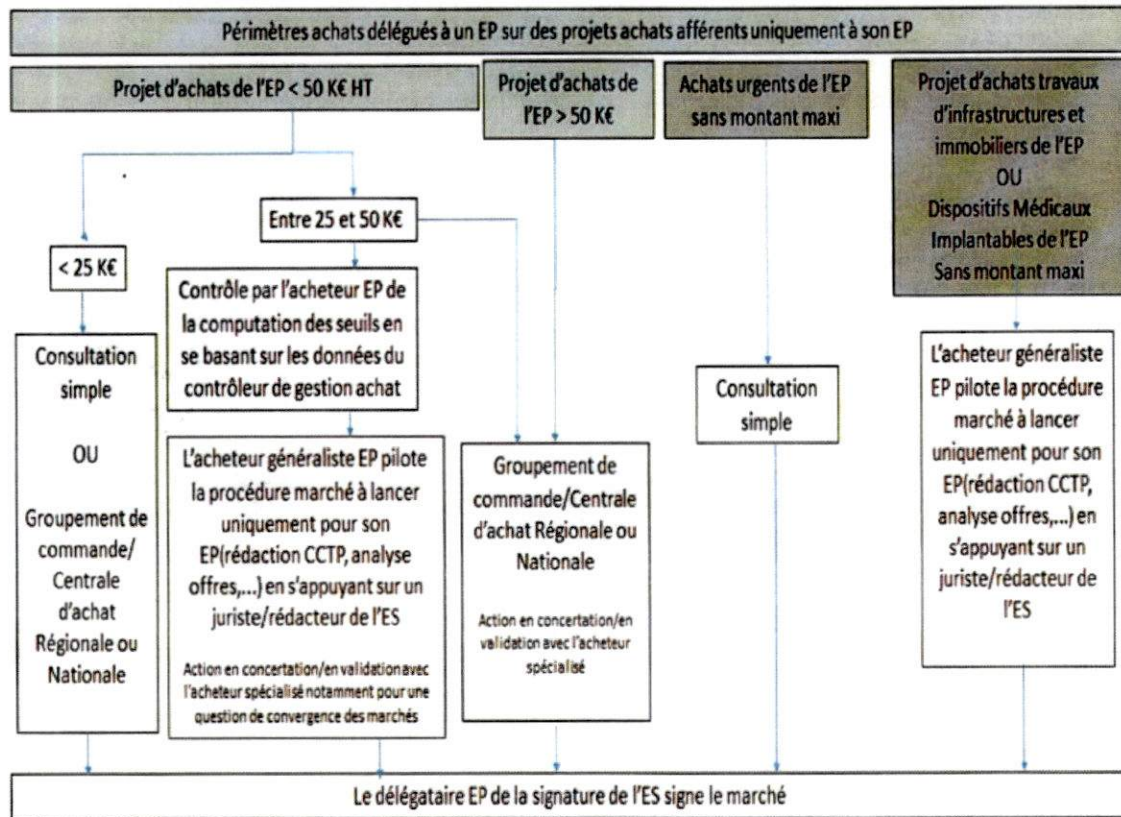 Périmètres achats délégués à un EP sur des projets achats afférents uniquement à son EP
Projet d'achats de l'EP < 50 K€ HT
Projet d'achats de
l'EP > 50 K€
Achats urgents de l'EP
sans montant maxi
Projet d'achats travaux
d'infrastructures et
immobiliers de l'EP
OU
Dispositifs Médicaux
Implantables de l'EP
Sans montant maxi
< 25 K€
Entre 25 et 50 K€
Consultation
simple
OU
Groupement de
commande/
Centrale
d'achat
Régionale ou
Nationale
Contrôle par l'acheteur EP de
la computation des seuils en
se basant sur les données du
contrôleur de gestion achat
L'acheteur généraliste EP pilote
la procédure marché à lancer
uniquement pour son
EP(rédaction CCTP, analyse
offres,...) en s'appuyant sur un
juriste/rédacteur de l'ES
Action en concertation/en validation avec
l'acheteur spécialisé notamment pour une
question de convergence des marchés
Groupement de
commande/Centrale
d'achat Régionale ou
Nationale
Action en concertation/en
validation avec l'acheteur
spécialisé
Consultation
simple
L'acheteur généraliste
EP pilote la procédure
marché à lancer
uniquement pour son
EP(rédaction CCTP,
analyse offres,...) en
s'appuyant sur un
juriste/rédacteur de
l'ES
Le délégataire EP de la signature de l'ES signe le marché